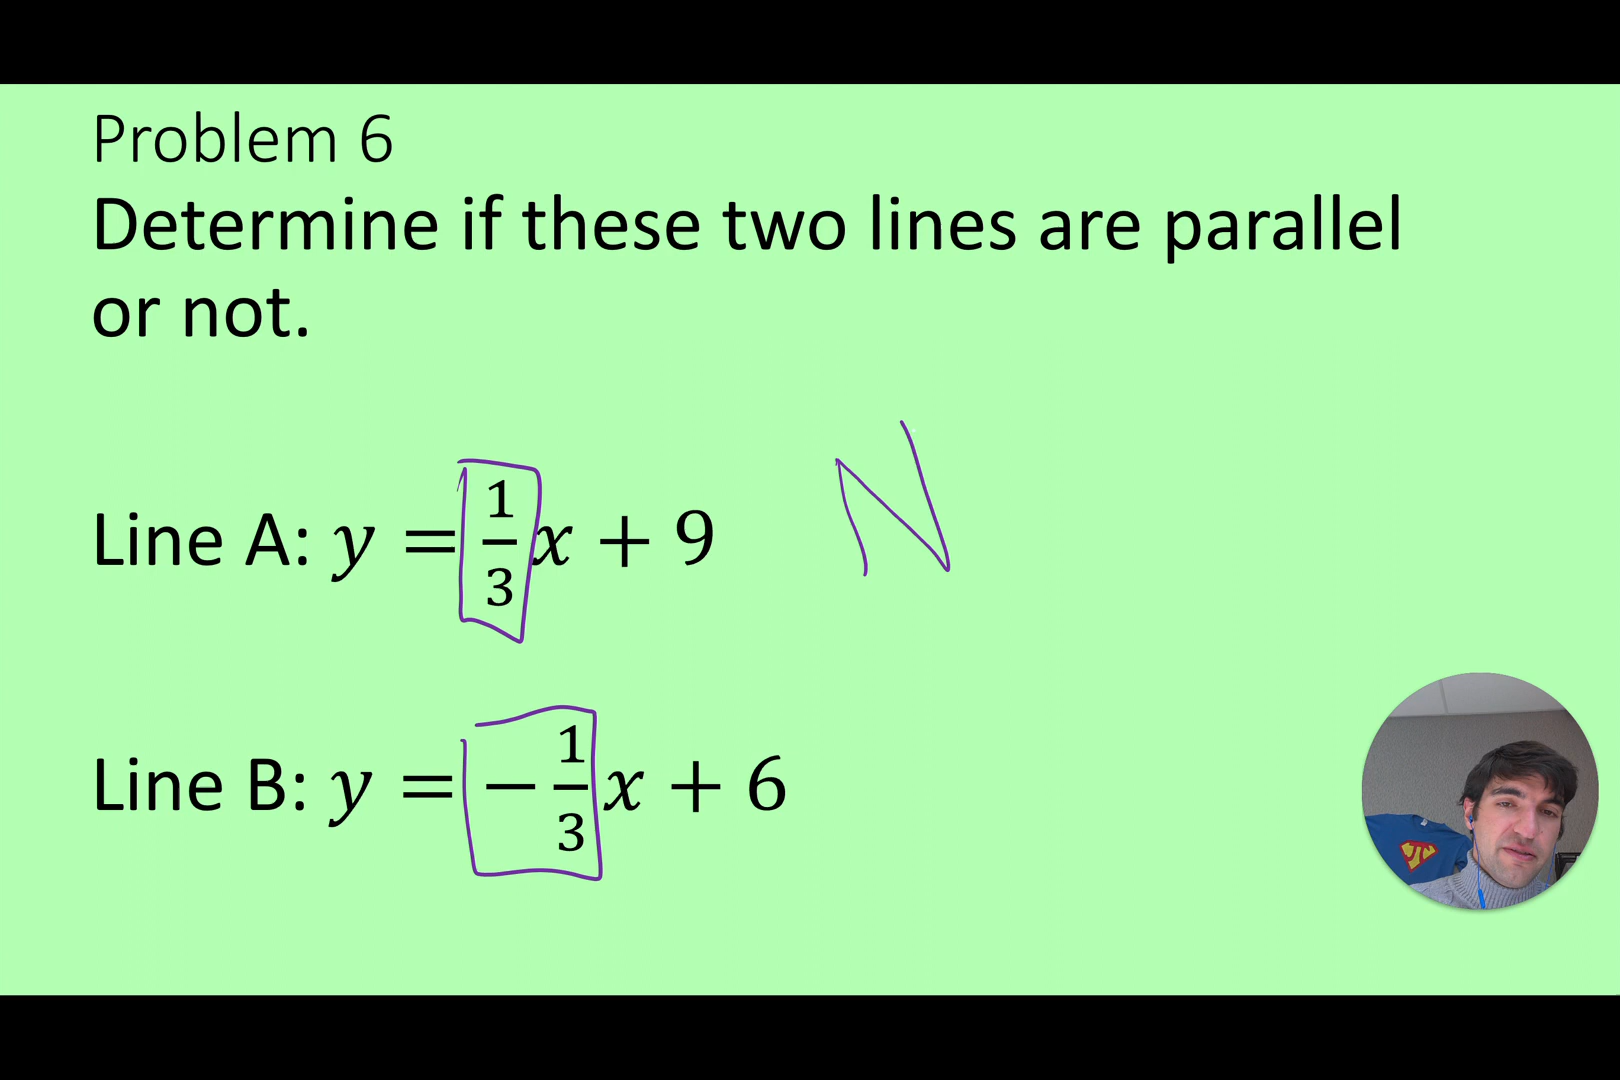 Problem 6
Determine if these two lines are parallel
or not.
Line A: y = 1/3 x + 9
N
Line B: y = − 1/3 x + 6